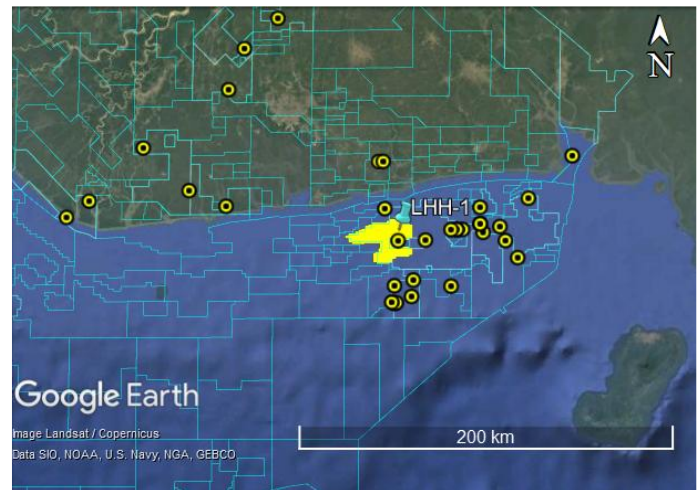 N
LHH-1
Google Earth
Image Landsat / Copernicus
Data SIO, NOAA, U.S. Navy, NGA, GEBCO
200 km